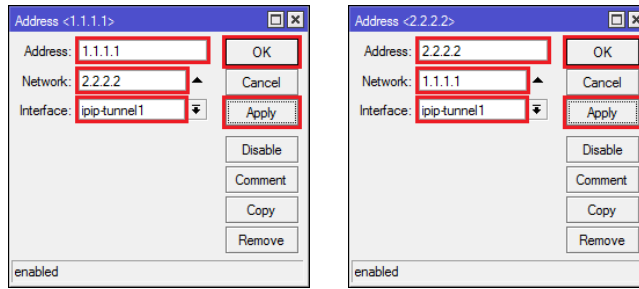 Address <1.1.1.1>
Address: 1.1.1.1
OK
Network: 2.2.2.2
Cancel
Interface: ipip-tunnel1
Apply
Disable
Comment
Copy
Remove
enabled
Address <2.2.2.2>
Address: 2.2.2.2
OK
Network: 1.1.1.1
Cancel
Interface: ipip-tunnel1
Apply
Disable
Comment
Copy
Remove
enabled